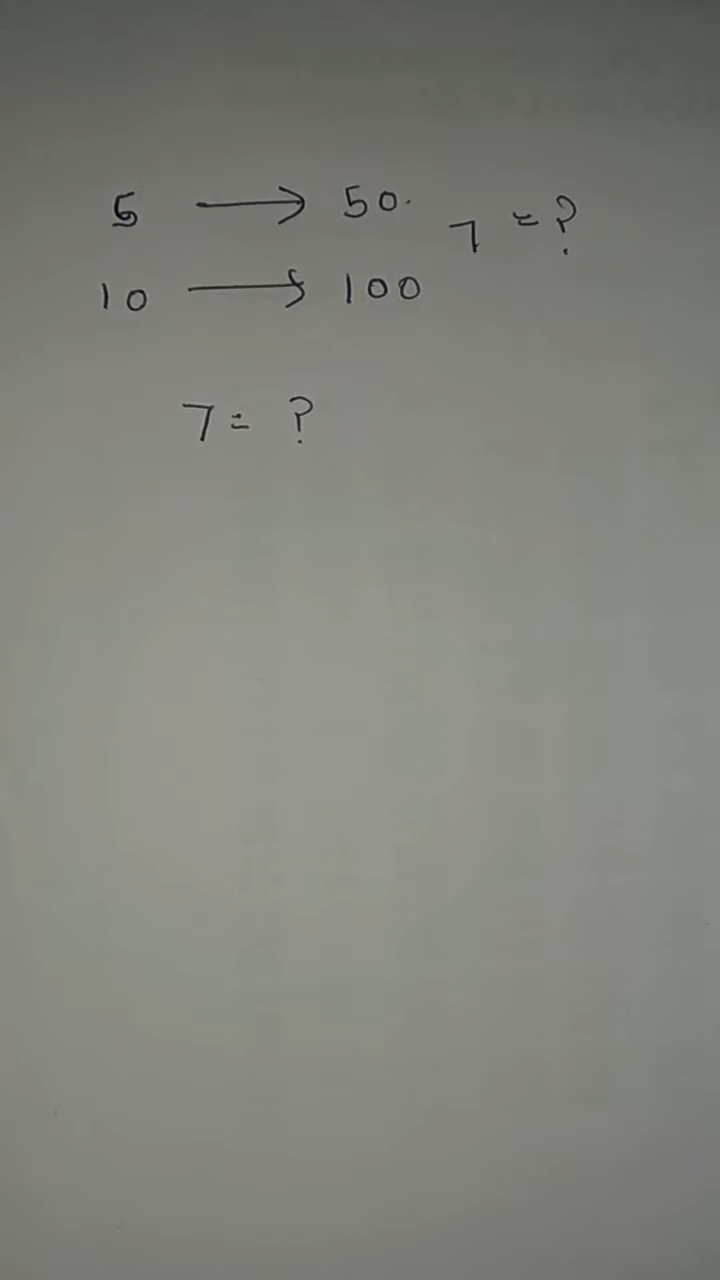 5 → 50. 7 = ?
10 → 100
7 = ?